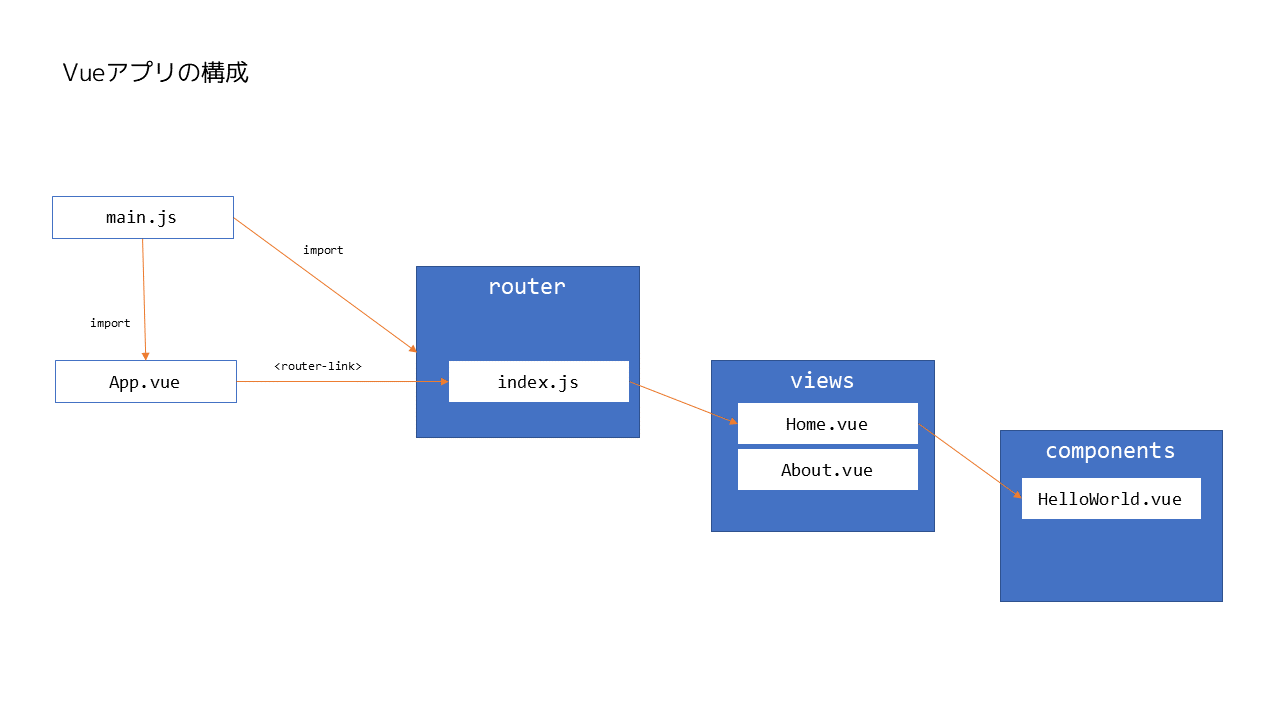 Vueアプリの構成
main.js
import
router
import
App.vue
<router-link>
index.js
views
Home.vue
About.vue
components
HelloWorld.vue